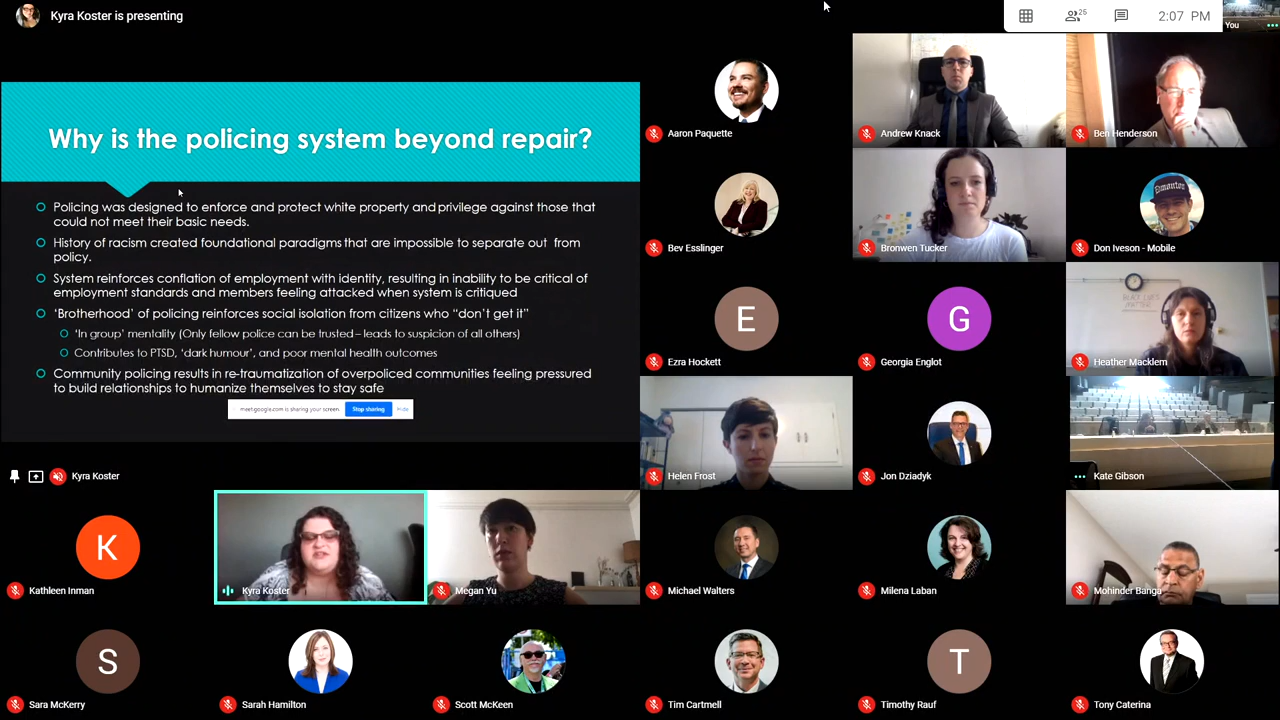 Kyra Koster is presenting
25
2:07 PM
You
Why is the policing system beyond repair?
Policing was designed to enforce and protect white property and privilege against those that
could not meet their basic needs.
History of racism created foundational paradigms that are impossible to separate out from
policy.
System reinforces conflation of employment with identity, resulting in inability to be critical of
employment standards and members feeling attacked when system is critiqued
‘Brotherhood’ of policing reinforces social isolation from citizens who “don’t get it”
‘In group’ mentality (Only fellow police can be trusted – leads to suspicion of all others)
Contributes to PTSD, ‘dark humour’, and poor mental health outcomes
Community policing results in re-traumatization of overpoliced communities feeling pressured
to build relationships to humanize themselves to stay safe
meet.google.com is sharing your screen.
Stop sharing
Hide
Kyra Koster
Aaron Paquette
Andrew Knack
Ben Henderson
Bev Esslinger
Bronwen Tucker
Edmonton
Don Iveson - Mobile
E
Ezra Hockett
G
Georgia Englot
BLACK LIVES
MATTER
Heather Macklem
Helen Frost
Jon Dziadyk
Kate Gibson
K
Kathleen Inman
Kyra Koster
Megan Yu
Michael Walters
Milena Laban
Mohinder Banga
S
Sara McKerry
Sarah Hamilton
Scott McKeen
Tim Cartmell
T
Timothy Rauf
Tony Caterina